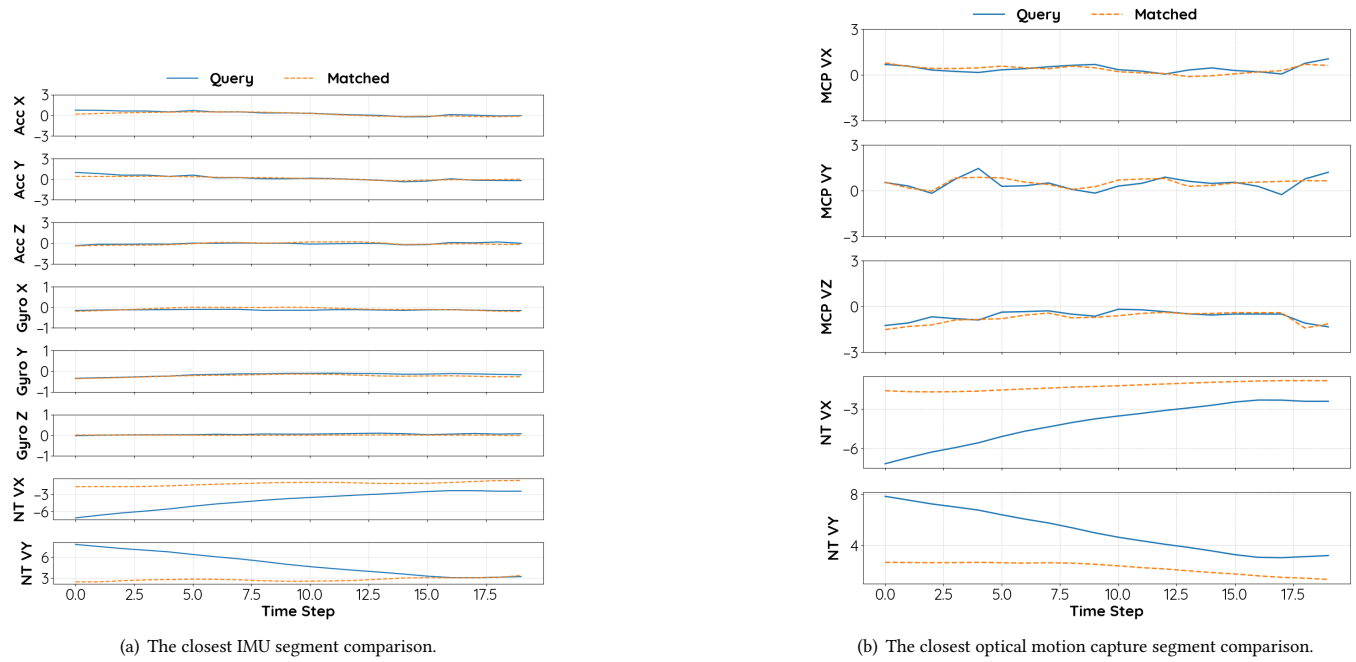 Query Matched
3
0
−3
Acc X
3
0
−3
Acc Y
3
0
−3
Acc Z
1
0
−1
Gyro X
1
0
−1
Gyro Y
1
0
−1
Gyro Z
−3
−6
NT VX
6
3
NT VY
0.0 2.5 5.0 7.5 10.0 12.5 15.0 17.5
Time Step
(a) The closest IMU segment comparison.
Query Matched
3
0
−3
MCP VX
3
0
−3
MCP VY
3
0
−3
MCP VZ
−3
−6
NT VX
8
4
NT VY
0.0 2.5 5.0 7.5 10.0 12.5 15.0 17.5
Time Step
(b) The closest optical motion capture segment comparison.